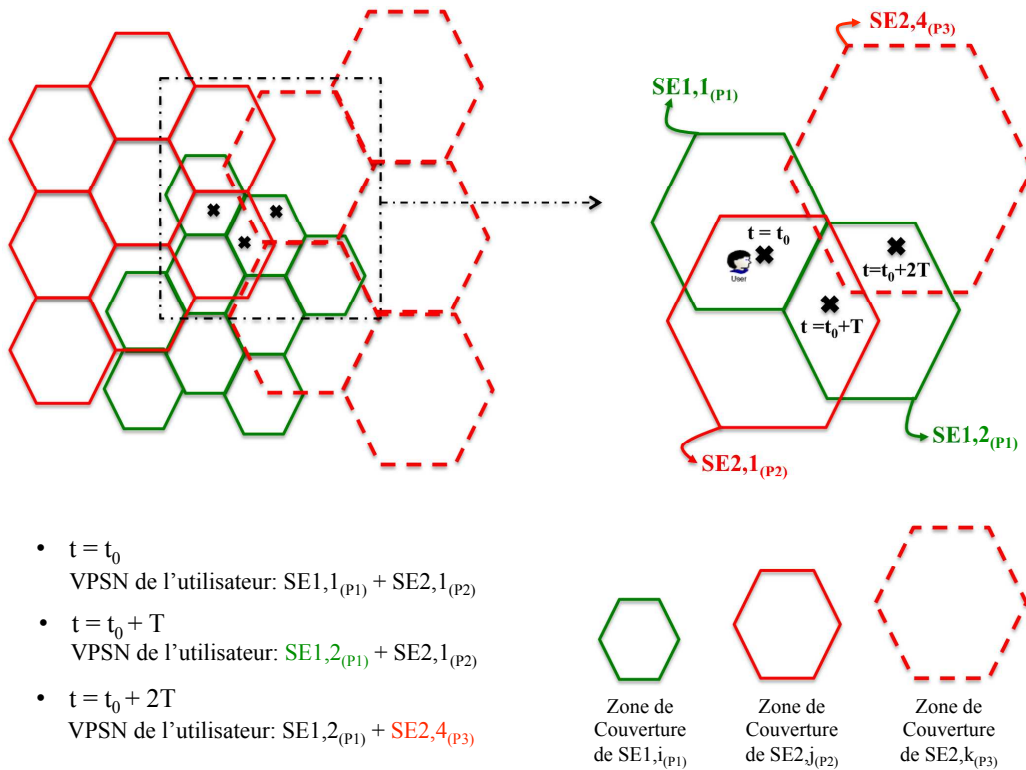 SE2,4(P3)
SE1,1(P1)
t = t0
User
t=t0+2T
t =t0+T
SE1,2(P1)
SE2,1(P2)
• t = t0
VPSN de l’utilisateur: SE1,1(P1) + SE2,1(P2)
• t = t0 + T
VPSN de l’utilisateur: SE1,2(P1) + SE2,1(P2)
• t = t0 + 2T
VPSN de l’utilisateur: SE1,2(P1) + SE2,4(P3)
Zone de
Couverture
de SE1,i(P1)
Zone de
Couverture
de SE2,j(P2)
Zone de
Couverture
de SE2,k(P3)